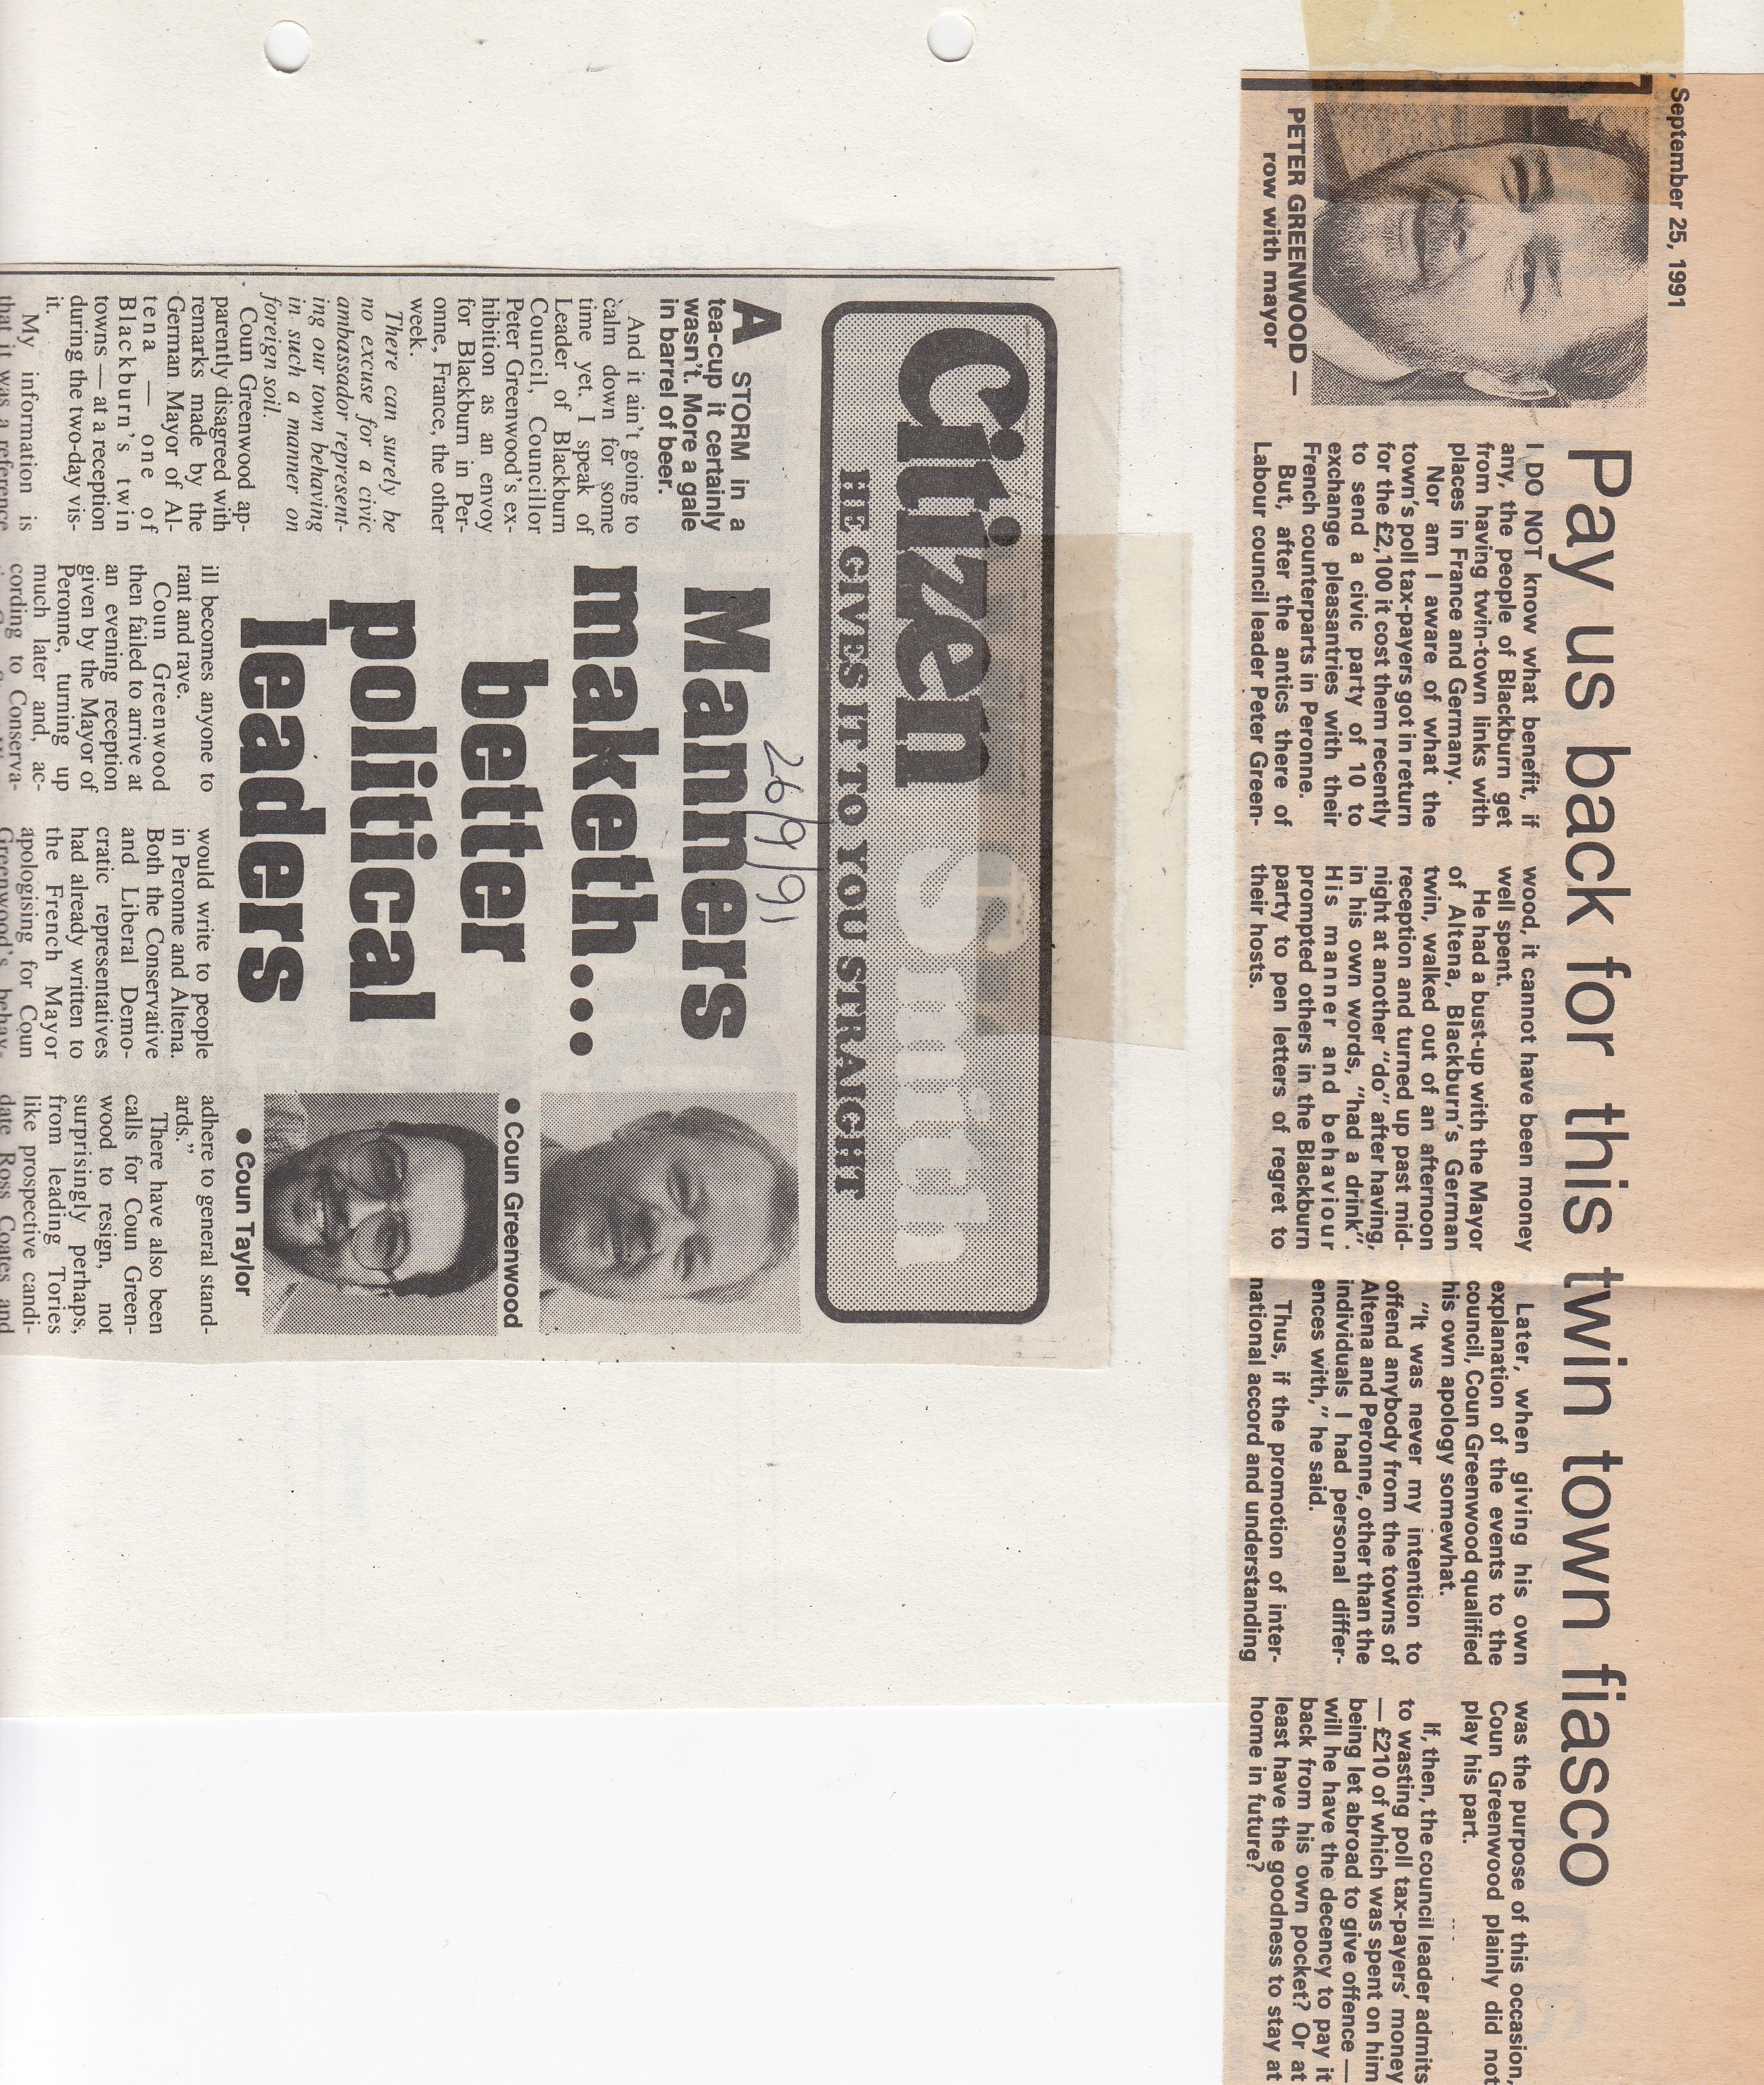 , September 25, 1991
PETER GREENWOOD —
row with mayor
Pay us back for this twin town fiasco
I DO NOT know what benefit, if
any, the people of Blackburn get
from having twin-town links with
places in France and Germany.
Nor am I aware of what the
town's poll tax-payers got in return
for the £2,100 it cost them recently
to send a civic party of 10 to
exchange pleasantries with their
French counterparts in Peronne.
But, after the antics there of
Labour council leader Peter Green-
wood, it cannot have been money
well spent.
He had a bust-up with the Mayor
of Altena, Blackburn's German
twin, walked out of an afternoon
reception and turned up past mid-
night at another "do" after having,
in his own words, "had a drink".
His manner and behaviour
prompted others in the Blackburn
party to pen letters of regret to
their hosts.
Later, when giving his own
explanation of the events to the
council, Coun Greenwood qualified
his own apology somewhat.
"It was never my intention to
offend anybody from the towns of
Altena and Peronne, other than the
individuals I had personal differ-
ences with," he said.
Thus, if the promotion of inter-
national accord and understanding
was the purpose of this occasion,
Coun Greenwood plainly did not
play his part.
If, then, the council leader admits
to wasting poll tax-payers' money
— £210 of which was spent on him
being let abroad to give offence —
will he have the decency to pay it
back from his own pocket? Or at
least have the goodness to stay at
home in future?
Citizen Smith
HE GIVES IT TO YOU STRAIGHT
26/9/91
Manners
maketh...
better
political
leaders
A STORM in a
tea-cup it certainly
wasn't. More a gale
in barrel of beer.
And it ain't going to
calm down for some
time yet. I speak of
Leader of Blackburn
Council, Councillor
Peter Greenwood's ex-
hibition as an envoy
for Blackburn in Per-
onne, France, the other
week.
There can surely be
no excuse for a civic
ambassador represent-
ing our town behaving
in such a manner on
foreign soil.
Coun Greenwood ap-
parently disagreed with
remarks made by the
German Mayor of Al-
tena — one of
Blackburn's twin
towns — at a reception
during the two-day vis-
it.
My information is
that it was a reference
ill becomes anyone to
rant and rave.
Coun Greenwood
then failed to arrive at
an evening reception
given by the Mayor of
Peronne, turning up
much later and, ac-
cording to Conserva-
would write to people
in Peronne and Altena.
Both the Conservative
and Liberal Demo-
cratic representatives
had already written to
the French Mayor
apologising for Coun
Greenwood's behav-
● Coun Greenwood
● Coun Taylor
adhere to general stand-
ards."
There have also been
calls for Coun Green-
wood to resign, not
surprisingly perhaps,
from leading Tories
like prospective candi-
date Ross Coates and